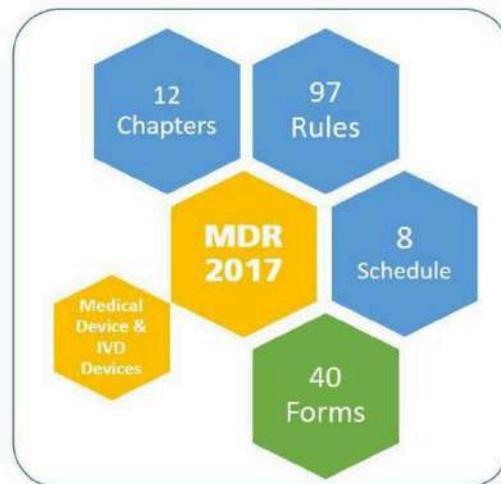 12
Chapters
97
Rules
MDR
2017
8
Schedule
Medical
Device &
IVD
Devices
40
Forms